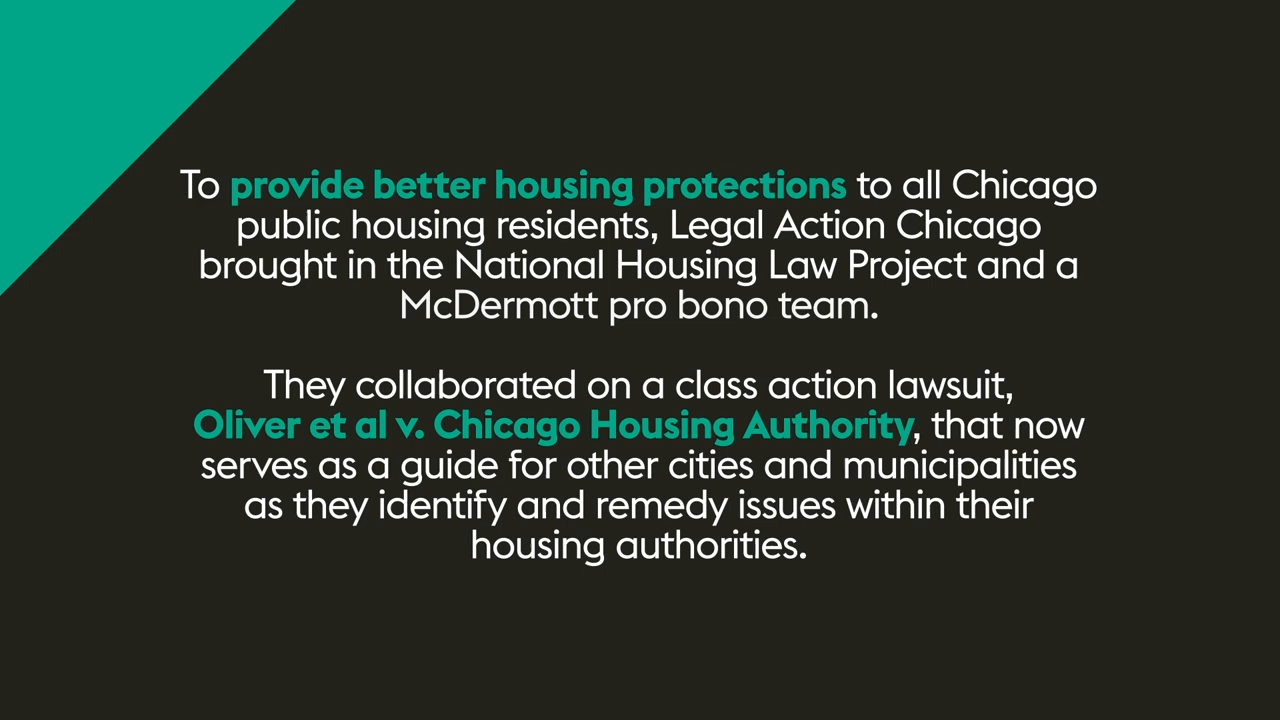 To provide better housing protections to all Chicago
public housing residents, Legal Action Chicago
brought in the National Housing Law Project and a
McDermott pro bono team.
They collaborated on a class action lawsuit,
Oliver et al v. Chicago Housing Authority, that now
serves as a guide for other cities and municipalities
as they identify and remedy issues within their
housing authorities.